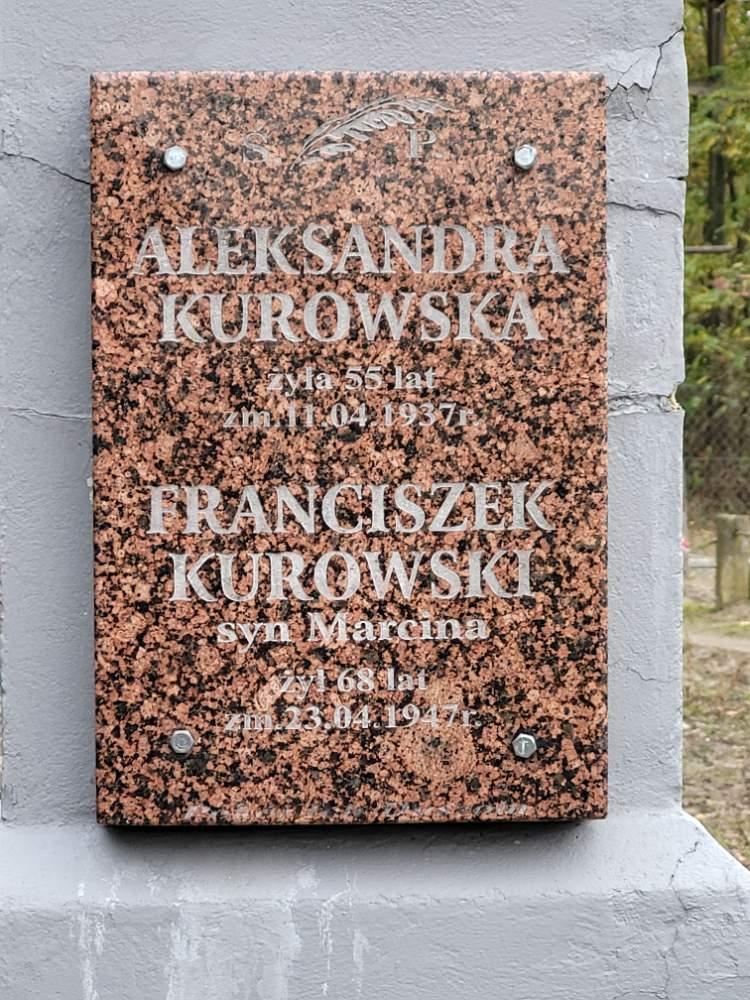 Ś. P.
ALEKSANDRA
KUROWSKA
żyła 55 lat
zm.11.04.1937r.
FRANCISZEK
KUROWSKI
syn Marcina
żył 68 lat
zm.23.04.1947r.